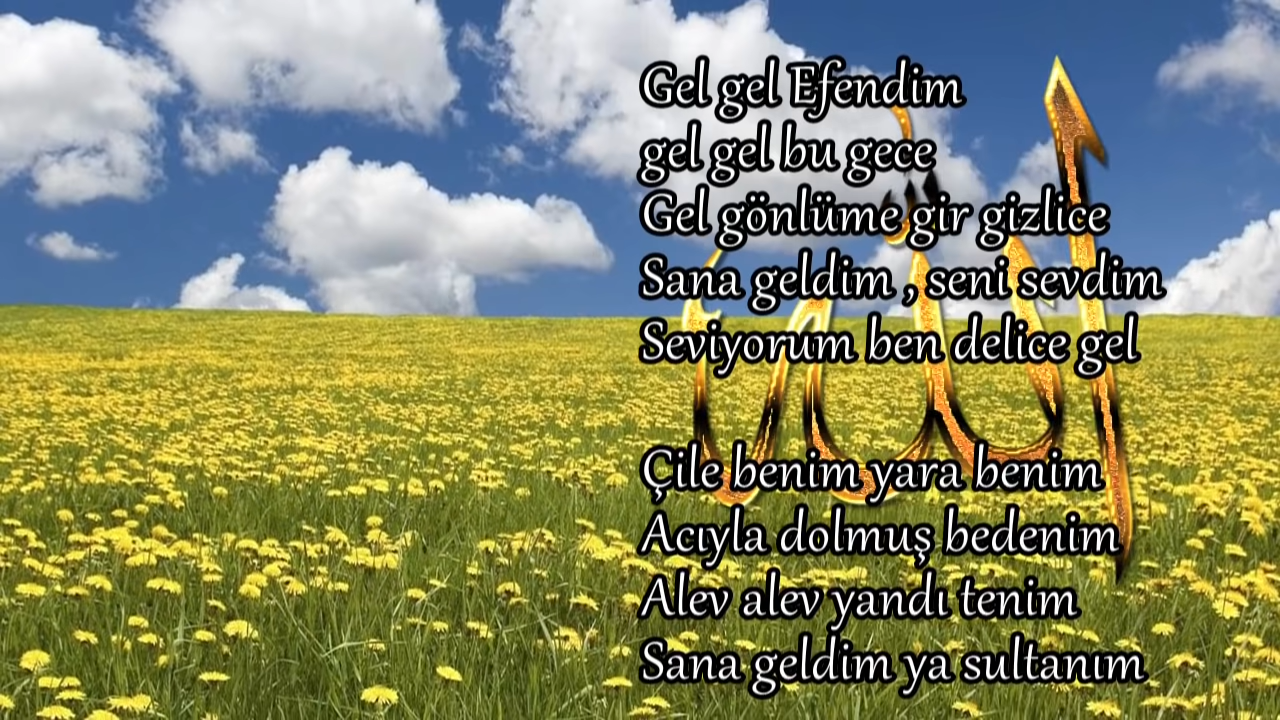 Gel gel Efendim
gel gel bu gece
Gel gönlüme gir gizlice
Sana geldim , seni sevdim
Seviyorum ben delice gel
Çile benim yara benim
Acıyla dolmuş bedenim
Alev alev yandı tenim
Sana geldim ya sultanım
الله